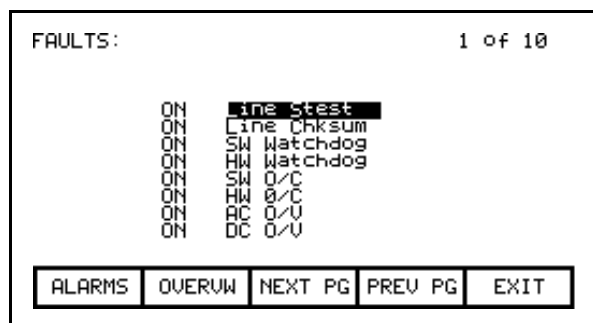 FAULTS: 1 of 10
ON Line Stest
ON Line Chksum
ON SW Watchdog
ON HW Watchdog
ON SW O/C
ON HW 0/C
ON AC O/V
ON DC O/V
ALARMS OVERVW NEXT PG PREV PG EXIT